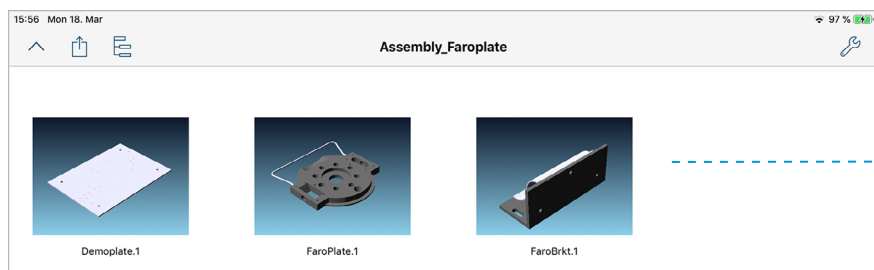 15:56 Mon 18. Mar
97 %
Assembly_Faroplate
Demoplate.1
FaroPlate.1
FaroBrkt.1